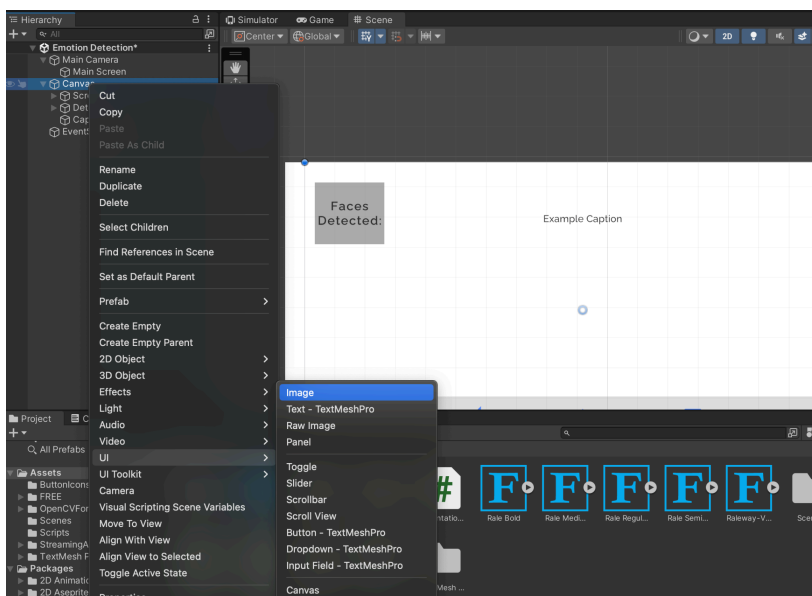 Hierarchy
Simulator
Game
Scene
All
Center
Global
2D
Emotion Detection*
Main Camera
Main Screen
Canvas
Scr
Det
Cap
Event
Cut
Copy
Paste
Paste As Child
Rename
Duplicate
Delete
Select Children
Find References in Scene
Set as Default Parent
Prefab
Create Empty
Create Empty Parent
2D Object
3D Object
Effects
Light
Audio
Video
UI
UI Toolkit
Camera
Visual Scripting Scene Variables
Move To View
Align With View
Align View to Selected
Toggle Active State
Properties
Image
Text - TextMeshPro
Raw Image
Panel
Toggle
Slider
Scrollbar
Scroll View
Button - TextMeshPro
Dropdown - TextMeshPro
Input Field - TextMeshPro
Canvas
Faces
Detected:
Example Caption
Project
C
All Prefabs
Assets
ButtonIcons
FREE
OpenCVFor
Scenes
Scripts
StreamingA
TextMesh F
Packages
2D Animatic
2D Aseprite
#
F
F
F
F
F
ntatio...
Rale Bold
Rale Medi...
Rale Regul...
Rale Semi...
Raleway-V...
Scen
Mesh ...